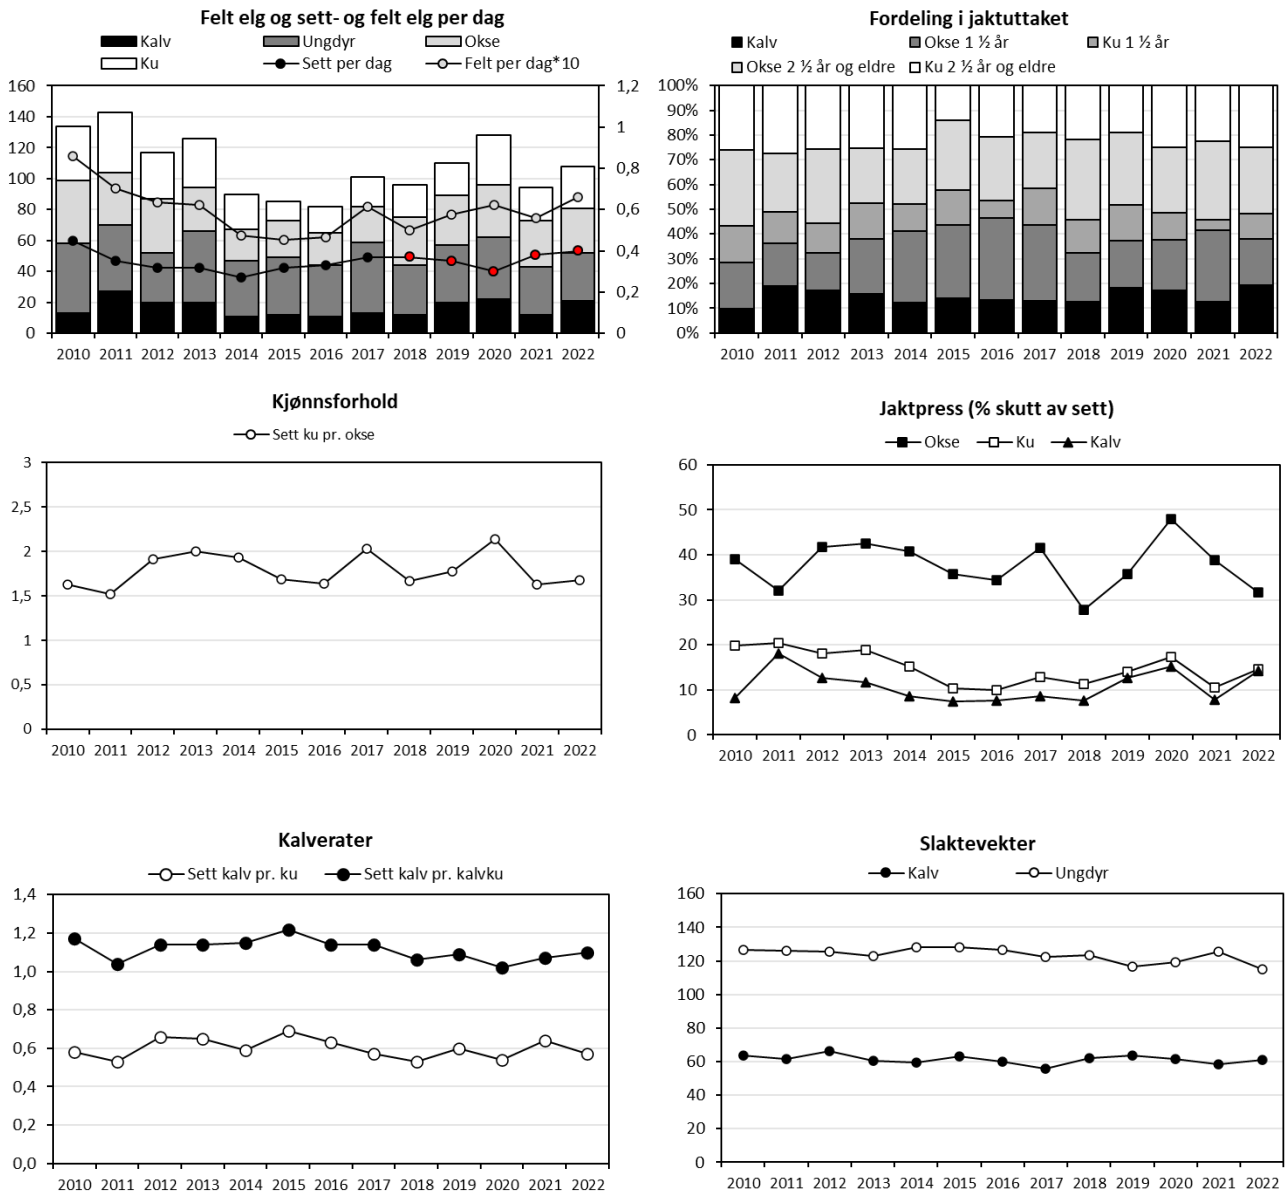 Felt elg og sett- og felt elg per dag
Kalv Ungdyr Okse
Ku Sett per dag Felt per dag*10
160 1,2
140 1
120
100 0,8
80 0,6
60 0,4
40
20 0,2
0 0
2010 2011 2012 2013 2014 2015 2016 2017 2018 2019 2020 2021 2022
Fordeling i jaktuttaket
Kalv Okse 1 ½ år Ku 1 ½ år
Okse 2 ½ år og eldre Ku 2 ½ år og eldre
100%
90%
80%
70%
60%
50%
40%
30%
20%
10%
0%
2010 2011 2012 2013 2014 2015 2016 2017 2018 2019 2020 2021 2022
Kjønnsforhold
Sett ku pr. okse
3
2,5
2
1,5
1
0,5
0
2010 2011 2012 2013 2014 2015 2016 2017 2018 2019 2020 2021 2022
Jaktpress (% skutt av sett)
Okse Ku Kalv
60
50
40
30
20
10
0
2010 2011 2012 2013 2014 2015 2016 2017 2018 2019 2020 2021 2022
Kalverater
Sett kalv pr. ku Sett kalv pr. kalvku
1,4
1,2
1,0
0,8
0,6
0,4
0,2
0,0
2010 2011 2012 2013 2014 2015 2016 2017 2018 2019 2020 2021 2022
Slaktevekter
Kalv Ungdyr
160
140
120
100
80
60
40
20
0
2010 2011 2012 2013 2014 2015 2016 2017 2018 2019 2020 2021 2022